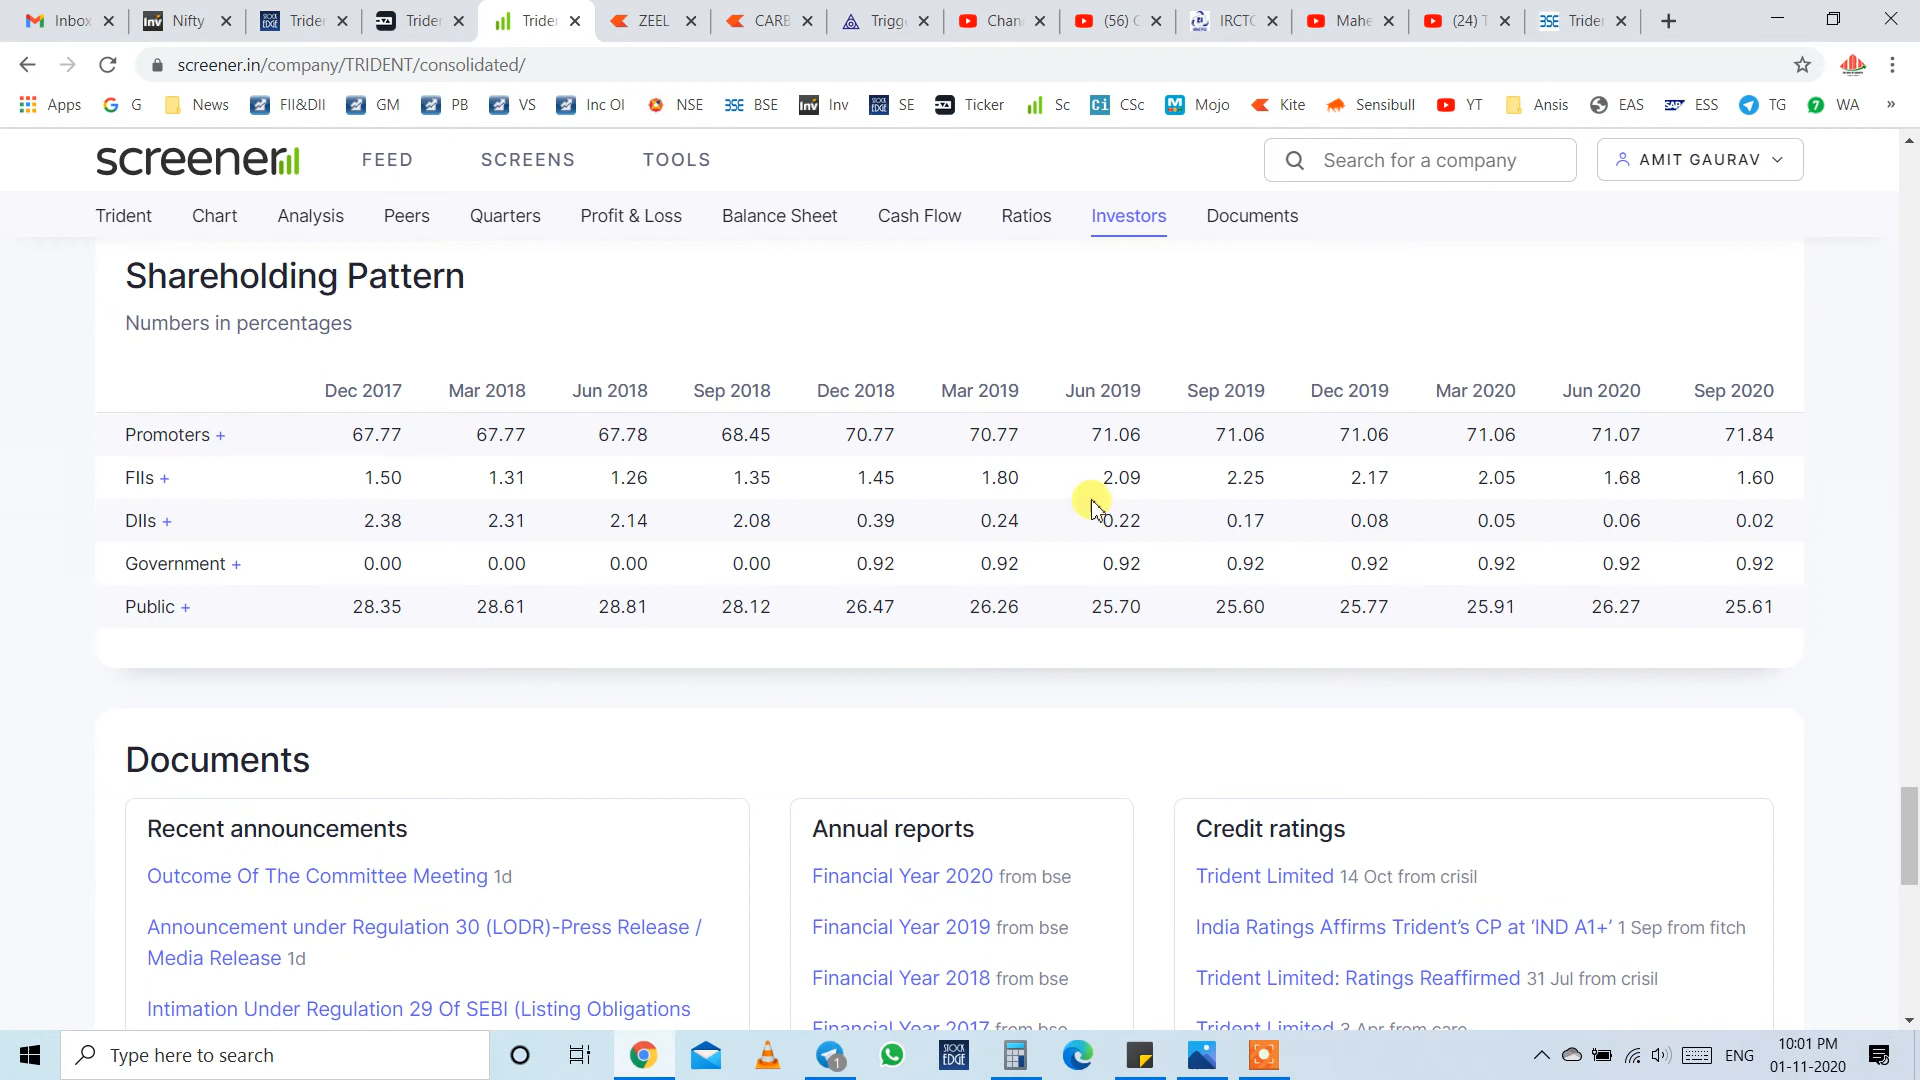 Inbox Nifty Trider Trider Trider ZEEL CARB Trigge Chan (56) C IRCTC Mahe (24) T Trider
screener.in/company/TRIDENT/consolidated/
Apps G News FII&DII GM PB VS Inc OI NSE BSE Inv SE Ticker Sc CSc Mojo Kite Sensibull YT Ansis EAS ESS TG WA »
screener FEED SCREENS TOOLS Search for a company AMIT GAURAV
Trident Chart Analysis Peers Quarters Profit & Loss Balance Sheet Cash Flow Ratios Investors Documents
Shareholding Pattern
Numbers in percentages
Dec 2017 Mar 2018 Jun 2018 Sep 2018 Dec 2018 Mar 2019 Jun 2019 Sep 2019 Dec 2019 Mar 2020 Jun 2020 Sep 2020
Promoters + 67.77 67.77 67.78 68.45 70.77 70.77 71.06 71.06 71.06 71.06 71.07 71.84
FIIs + 1.50 1.31 1.26 1.35 1.45 1.80 2.09 2.25 2.17 2.05 1.68 1.60
DIIs + 2.38 2.31 2.14 2.08 0.39 0.24 0.22 0.17 0.08 0.05 0.06 0.02
Government + 0.00 0.00 0.00 0.00 0.92 0.92 0.92 0.92 0.92 0.92 0.92 0.92
Public + 28.35 28.61 28.81 28.12 26.47 26.26 25.70 25.60 25.77 25.91 26.27 25.61
Documents
Recent announcements
Outcome Of The Committee Meeting 1d
Announcement under Regulation 30 (LODR)-Press Release /
Media Release 1d
Intimation Under Regulation 29 Of SEBI (Listing Obligations
Annual reports
Financial Year 2020 from bse
Financial Year 2019 from bse
Financial Year 2018 from bse
Financial Year 2017 from bse
Credit ratings
Trident Limited 14 Oct from crisil
India Ratings Affirms Trident's CP at 'IND A1+' 1 Sep from fitch
Trident Limited: Ratings Reaffirmed 31 Jul from crisil
Trident Limited 3 Apr from care
Type here to search
STOCK EDGE
1
ENG
10:01 PM
01-11-2020